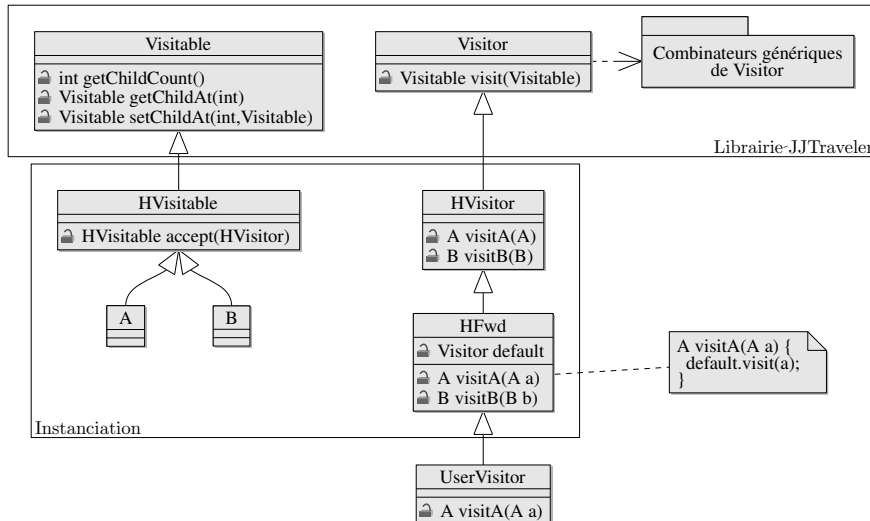 Visitable
int getChildCount()
Visitable getChildAt(int)
Visitable setChildAt(int,Visitable)
Visitor
Visitable visit(Visitable)
Combinateurs génériques
de Visitor
Librairie-JJTraveler
HVisitable
HVisitable accept(HVisitor)
HVisitor
A visitA(A)
B visitB(B)
A
B
HFwd
Visitor default
A visitA(A a)
B visitB(B b)
A visitA(A a) {
default.visit(a);
}
Instanciation
UserVisitor
A visitA(A a)